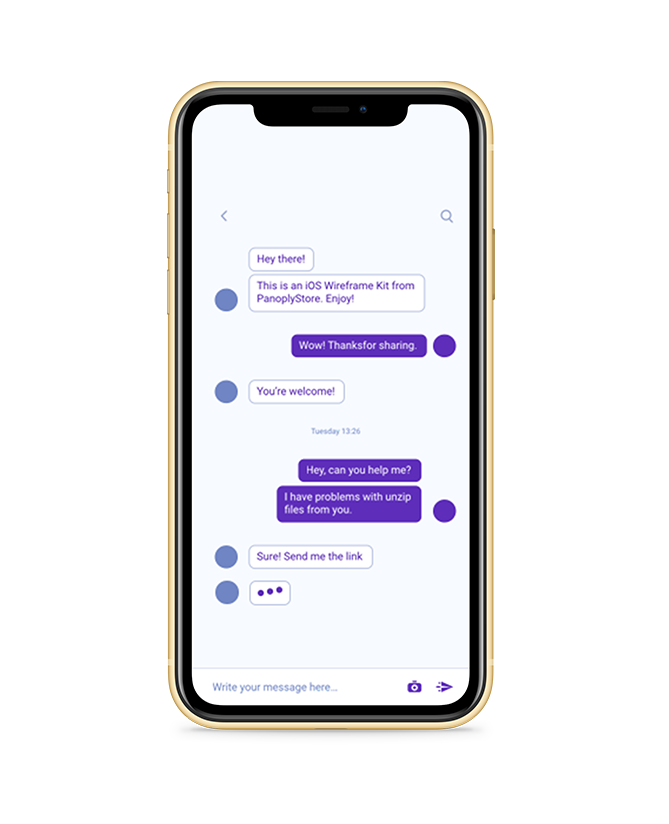 Hey there!
This is an iOS Wireframe Kit from
PanoplyStore. Enjoy!
Wow! Thanksfor sharing.
You're welcome!
Tuesday 13:26
Hey, can you help me?
I have problems with unzip
files from you.
Sure! Send me the link
Write your message here...